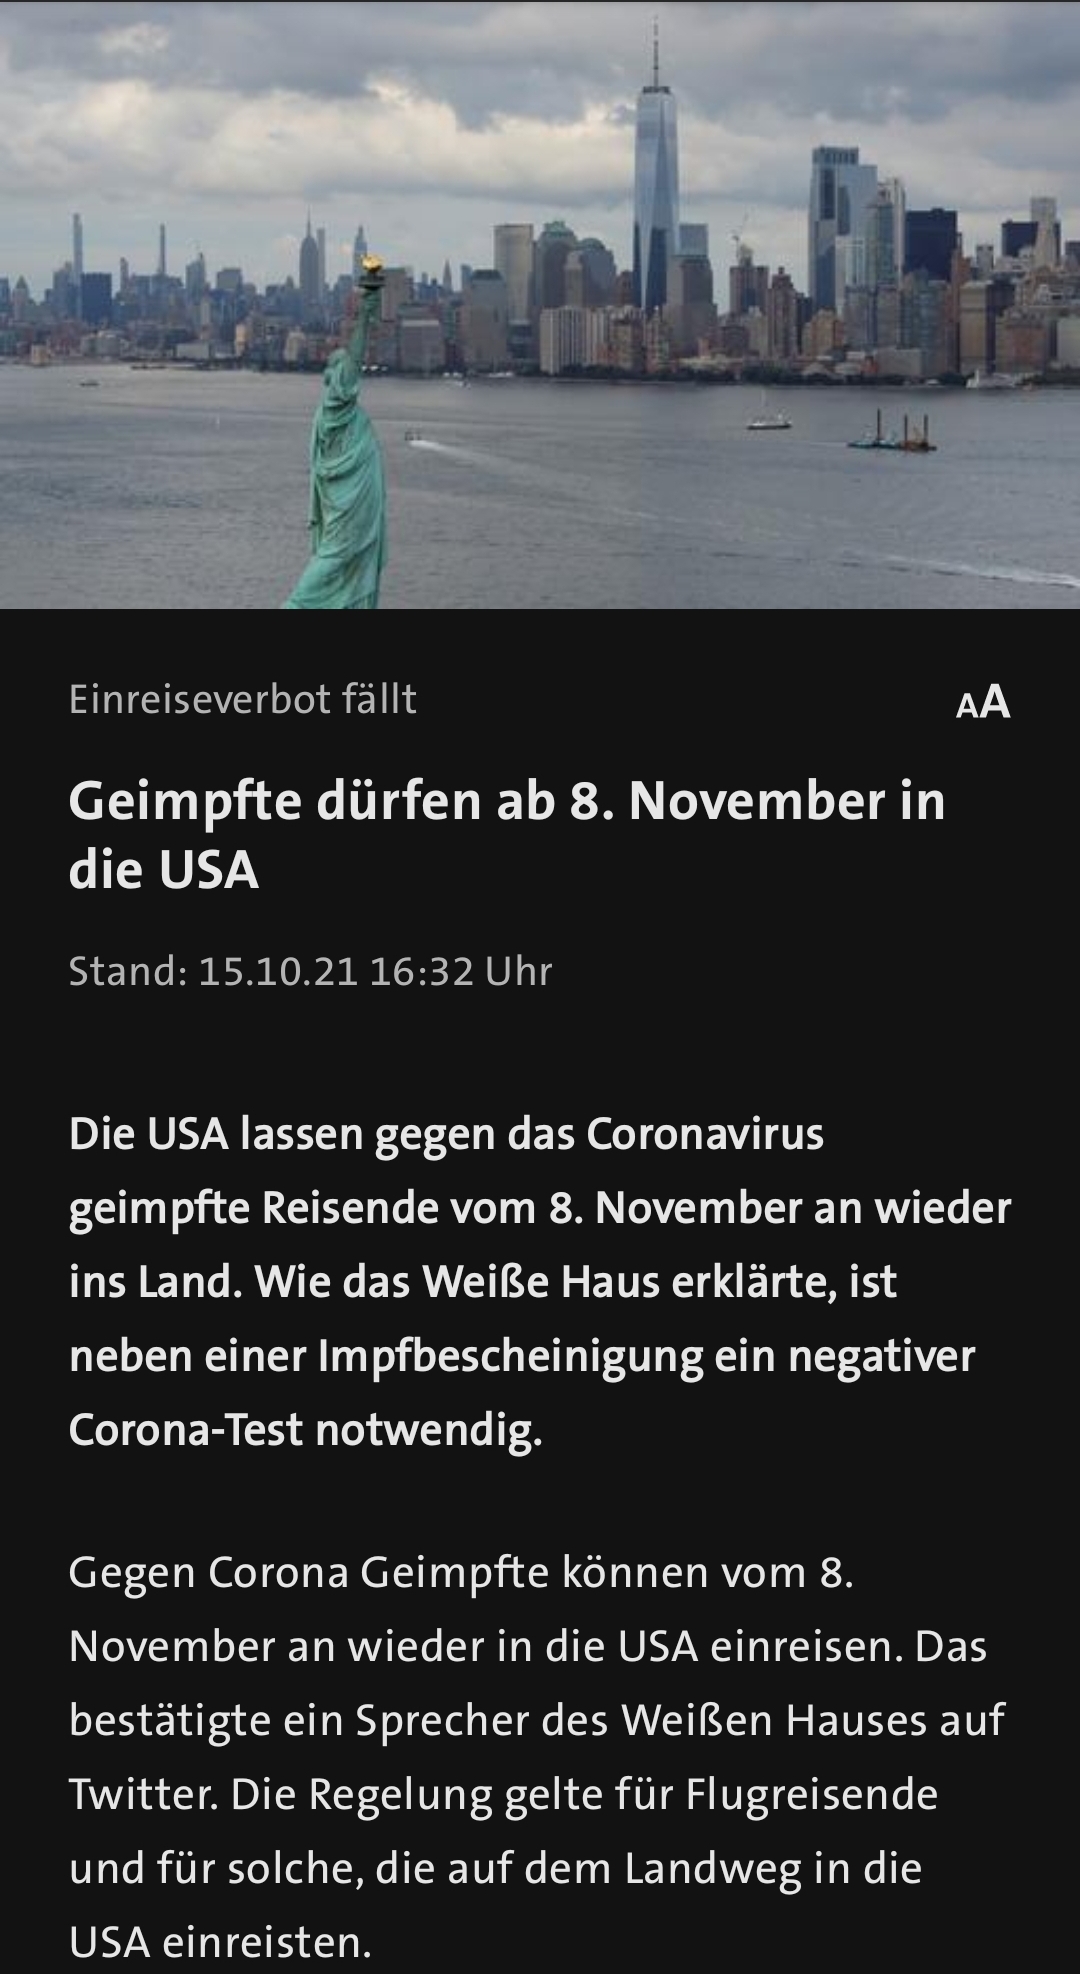 Einreiseverbot fällt
AA
Geimpfte dürfen ab 8. November in
die USA
Stand: 15.10.21 16:32 Uhr
Die USA lassen gegen das Coronavirus
geimpfte Reisende vom 8. November an wieder
ins Land. Wie das Weiße Haus erklärte, ist
neben einer Impfbescheinigung ein negativer
Corona-Test notwendig.
Gegen Corona Geimpfte können vom 8.
November an wieder in die USA einreisen. Das
bestätigte ein Sprecher des Weißen Hauses auf
Twitter. Die Regelung gelte für Flugreisende
und für solche, die auf dem Landweg in die
USA einreisten.